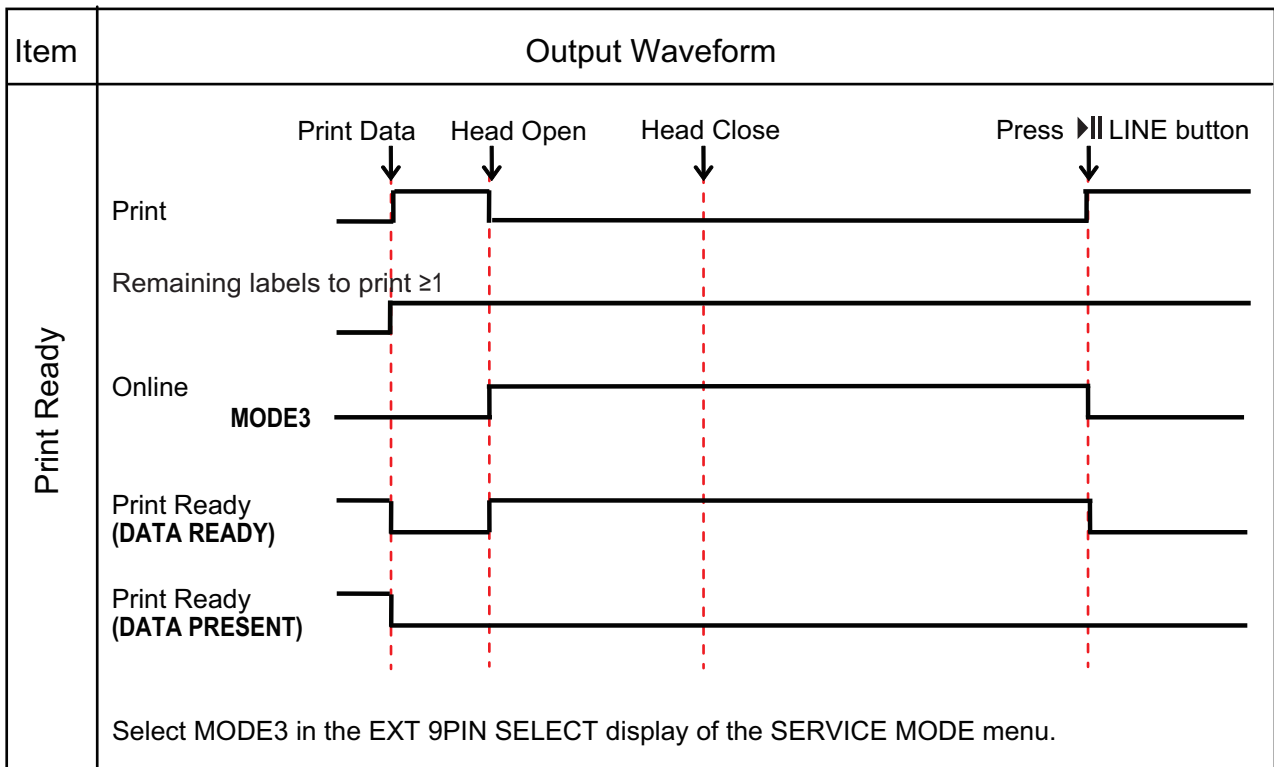 Item Output Waveform
Print Ready
Print Data Head Open Head Close Press LINE button
Print
Remaining labels to print ≥1
Online
MODE3
Print Ready
(DATA READY)
Print Ready
(DATA PRESENT)
Select MODE3 in the EXT 9PIN SELECT display of the SERVICE MODE menu.